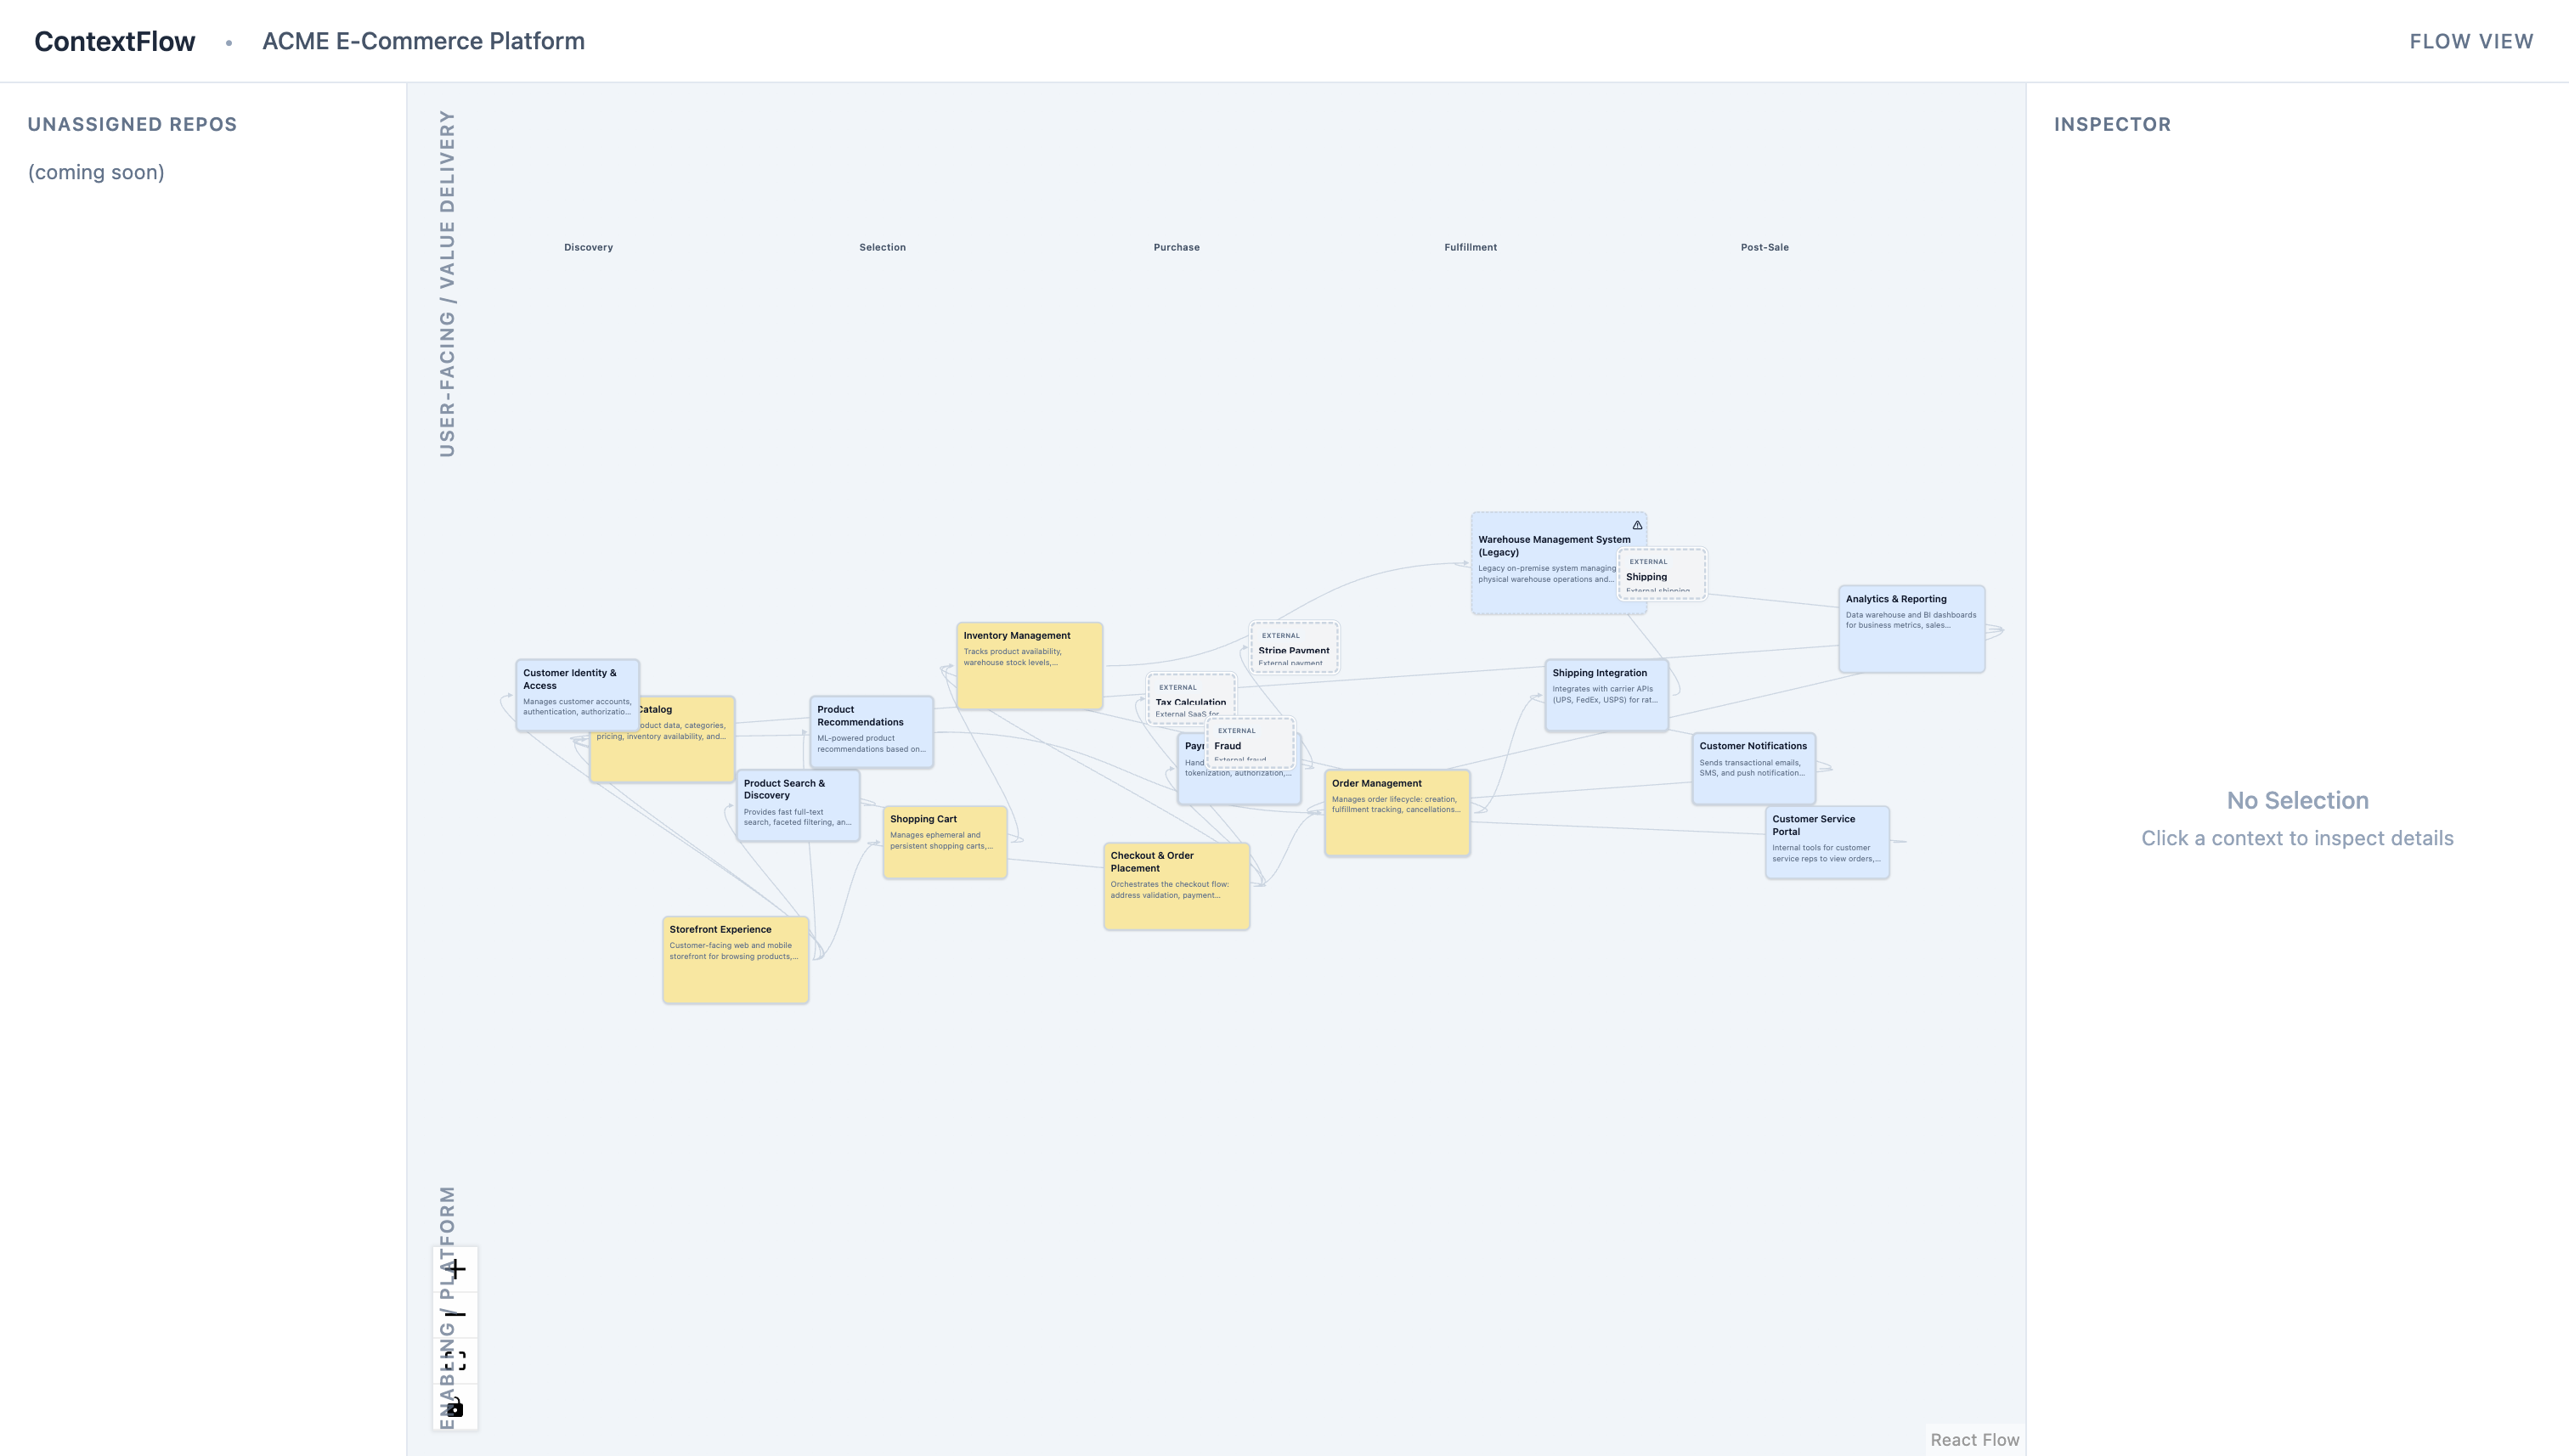 ContextFlow • ACME E-Commerce Platform
FLOW VIEW
UNASSIGNED REPOS
(coming soon)
USER-FACING / VALUE DELIVERY
ENABLING / PLATFORM
Discovery
Selection
Purchase
Fulfillment
Post-Sale
Warehouse Management System
(Legacy)
Legacy on-premise system managing
physical warehouse operations and...
EXTERNAL
Shipping
External shipping
Analytics & Reporting
Data warehouse and BI dashboards
for business metrics, sales...
Inventory Management
Tracks product availability,
warehouse stock levels,...
EXTERNAL
Stripe Payment
External payment
Customer Identity &
Access
Manages customer accounts,
authentication, authorizatio...
Catalog
data, categories,
pricing, inventory availability, and...
Product
Recommendations
ML-powered product
recommendations based on...
EXTERNAL
Tax Calculation
External SaaS for
EXTERNAL
Fraud
External fraud
tokenization, authorization,...
Shipping Integration
Integrates with carrier APIs
(UPS, FedEx, USPS) for rat...
Customer Notifications
Sends transactional emails,
SMS, and push notification...
Product Search &
Discovery
Provides fast full-text
search, faceted filtering, an...
Shopping Cart
Manages ephemeral and
persistent shopping carts,...
Order Management
Manages order lifecycle: creation,
fulfillment tracking, cancellations...
Customer Service
Portal
Internal tools for customer
service reps to view orders,...
Checkout & Order
Placement
Orchestrates the checkout flow:
address validation, payment...
Storefront Experience
Customer-facing web and mobile
storefront for browsing products,...
React Flow
INSPECTOR
No Selection
Click a context to inspect details